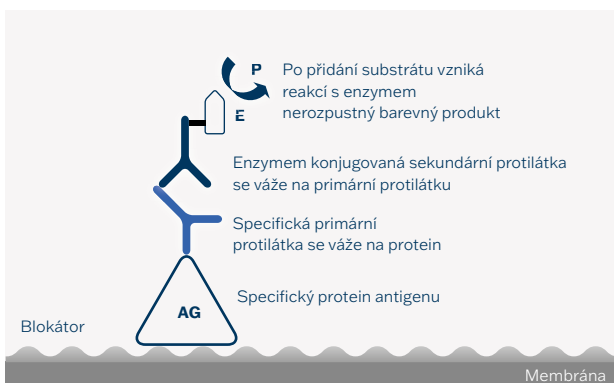 P
Po přidání substrátu vzniká
reakcí s enzymem
nerozpustný barevný produkt
E
Enzymem konjugovaná sekundární protilátka
se váže na primární protilátku
Specifická primární
protilátka se váže na protein
Specifický protein antigenu
AG
Blokátor
Membrána